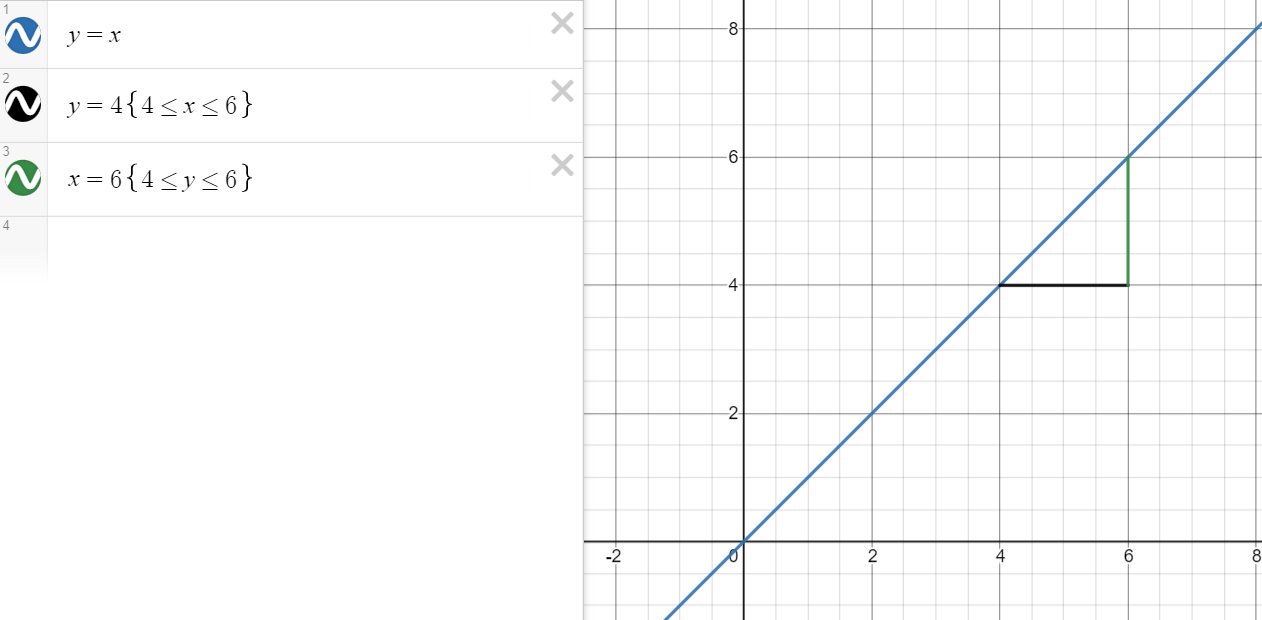 1
y = x
2
y = 4{4 ≤ x ≤ 6}
3
x = 6{4 ≤ y ≤ 6}
4
8
6
4
2
-2 0 2 4 6 8